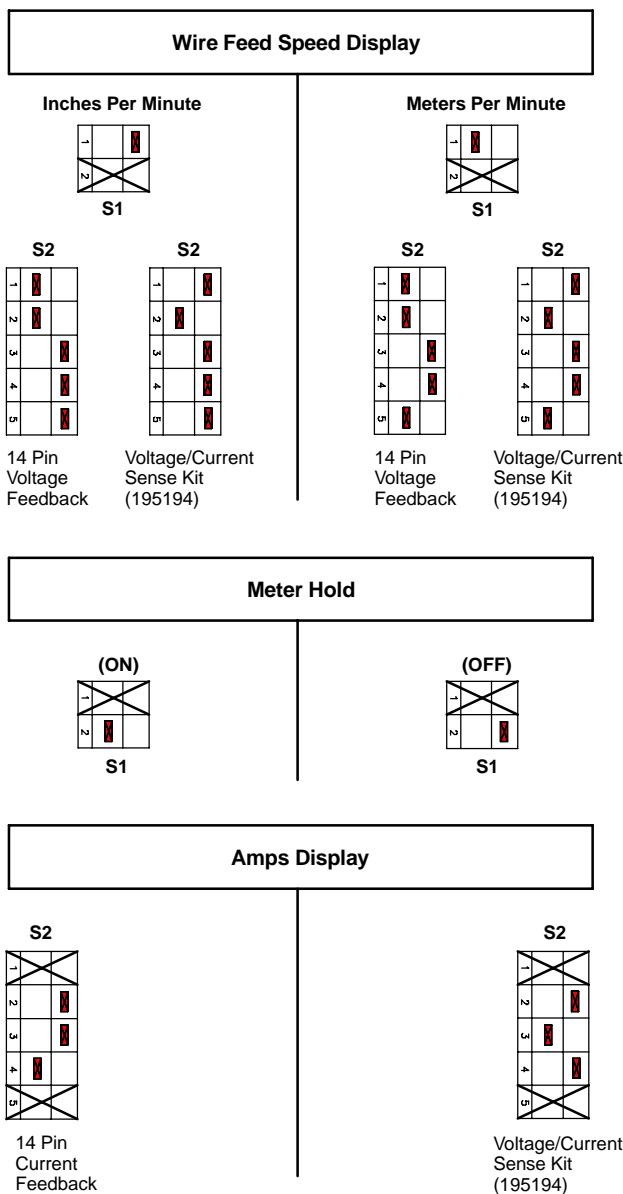 Wire Feed Speed Display
Inches Per Minute
1
2
S1
S2
1
2
3
4
5
14 Pin
Voltage
Feedback
S2
1
2
3
4
5
Voltage/Current
Sense Kit
(195194)
Meters Per Minute
1
2
S1
S2
1
2
3
4
5
14 Pin
Voltage
Feedback
S2
1
2
3
4
5
Voltage/Current
Sense Kit
(195194)
Meter Hold
(ON)
1
2
S1
(OFF)
1
2
S1
Amps Display
S2
1
2
3
4
5
14 Pin
Current
Feedback
S2
1
2
3
4
5
Voltage/Current
Sense Kit
(195194)